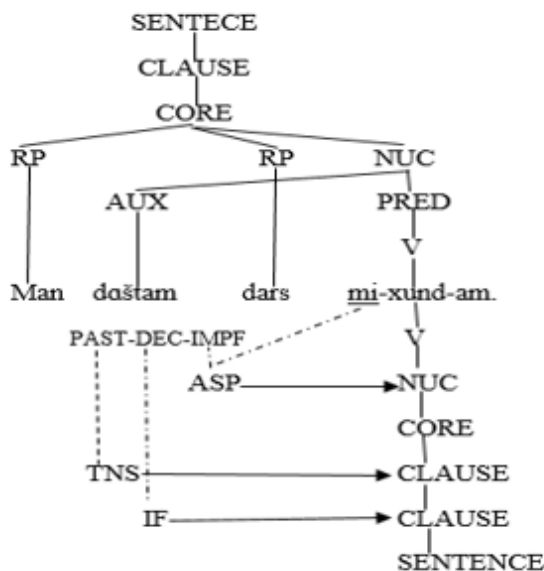 SENTECE
CLAUSE
CORE
RP RP NUC
AUX PRED
V
Man dɑštam dars mi-xund-am.
PAST-DEC-IMPF V
ASP NUC
CORE
TNS CLAUSE
IF CLAUSE
SENTENCE